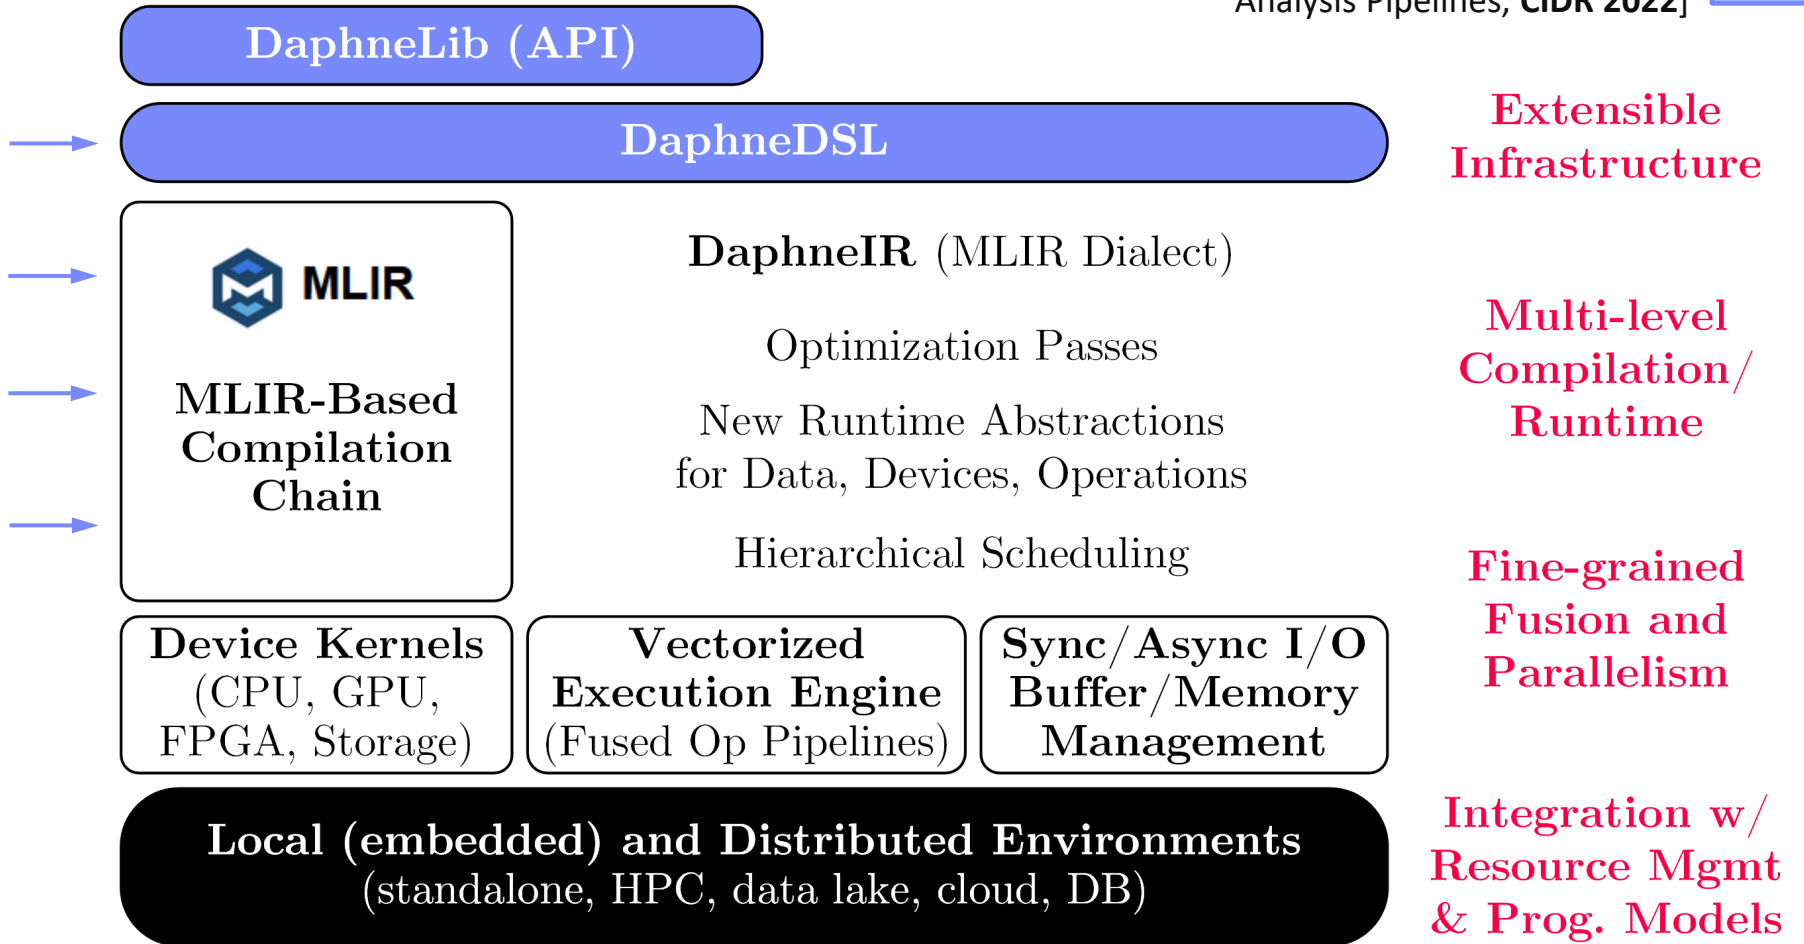 Analysis Pipelines, CIDR 2022]
DaphneLib (API)
DaphneDSL
Extensible
Infrastructure
MLIR
MLIR-Based
Compilation
Chain
DaphneIR (MLIR Dialect)
Optimization Passes
New Runtime Abstractions
for Data, Devices, Operations
Hierarchical Scheduling
Multi-level
Compilation/
Runtime
Fine-grained
Fusion and
Parallelism
Device Kernels
(CPU, GPU,
FPGA, Storage)
Vectorized
Execution Engine
(Fused Op Pipelines)
Sync/Async I/O
Buffer/Memory
Management
Local (embedded) and Distributed Environments
(standalone, HPC, data lake, cloud, DB)
Integration w/
Resource Mgmt
& Prog. Models